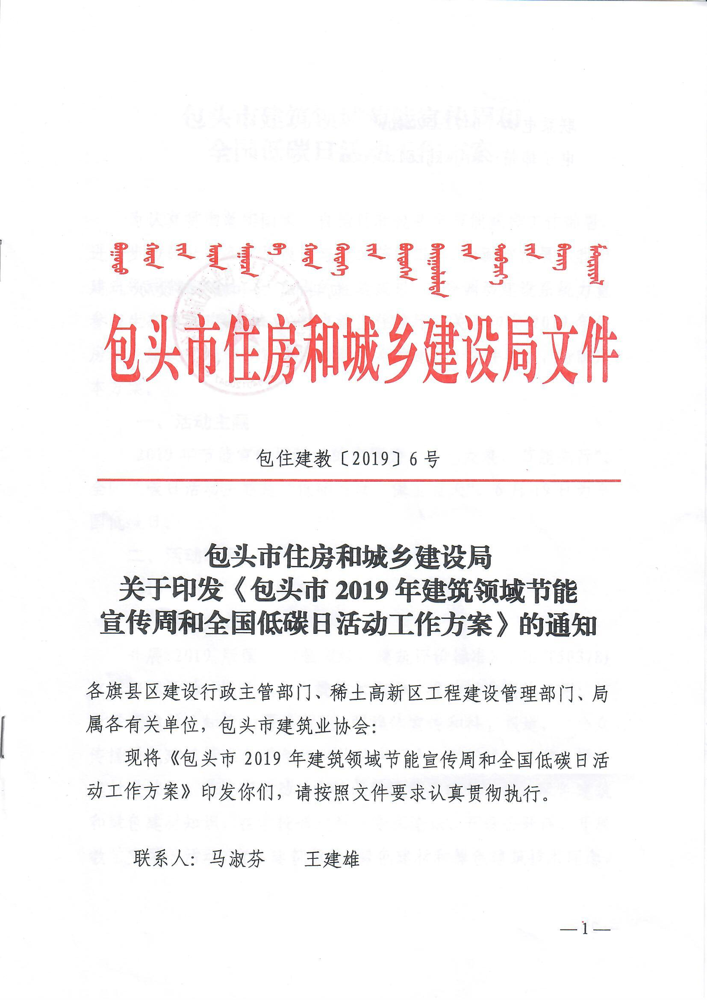 包头市住房和城乡建设局文件
包住建教〔2019〕6号
包头市住房和城乡建设局
关于印发《包头市 2019 年建筑领域节能
宣传周和全国低碳日活动工作方案》的通知
各旗县区建设行政主管部门、稀土高新区工程建设管理部门、局
属各有关单位，包头市建筑业协会：
现将《包头市 2019 年建筑领域节能宣传周和全国低碳日活
动工作方案》印发你们，请按照文件要求认真贯彻执行。
联系人：马淑芬 王建雄
—1—